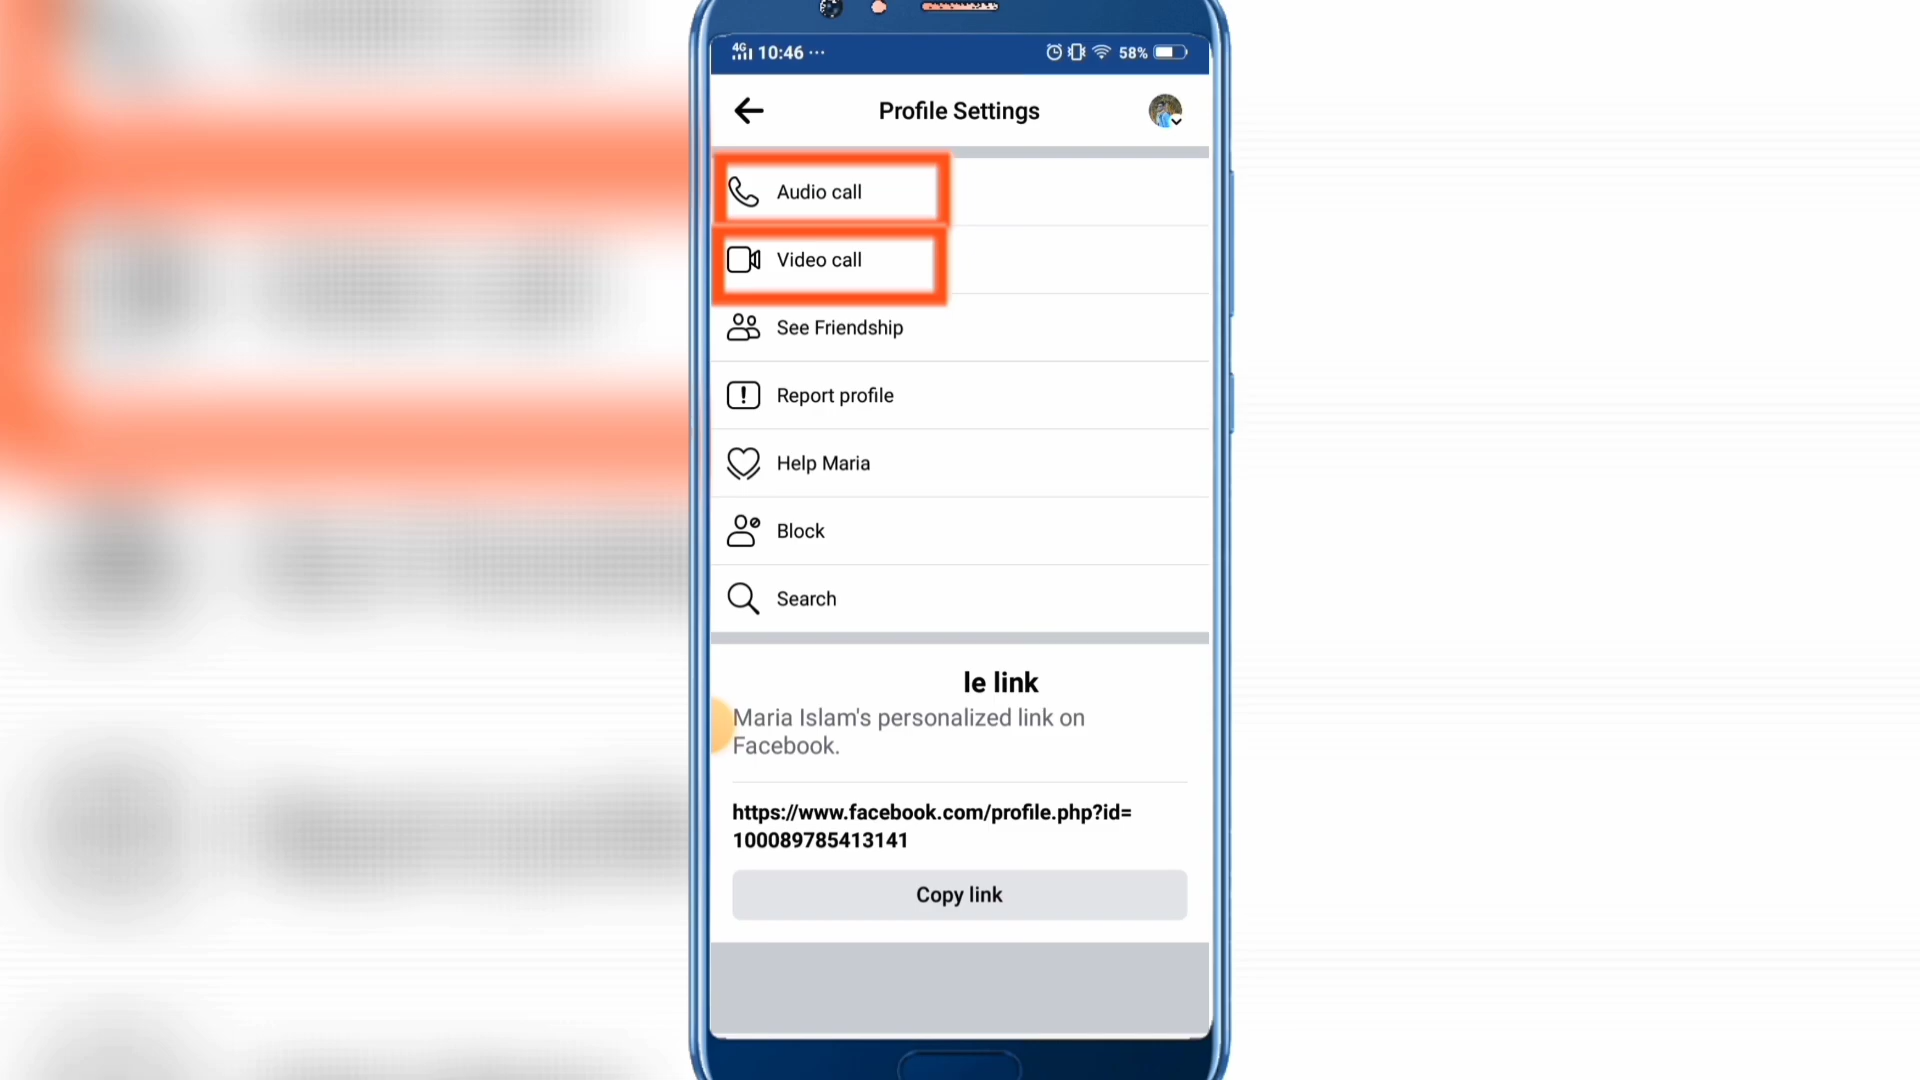 4G 10:46 ··· 58%
Profile Settings
Audio call
Video call
See Friendship
Report profile
Help Maria
Block
Search
le link
Maria Islam's personalized link on
Facebook.
https://www.facebook.com/profile.php?id=
100089785413141
Copy link